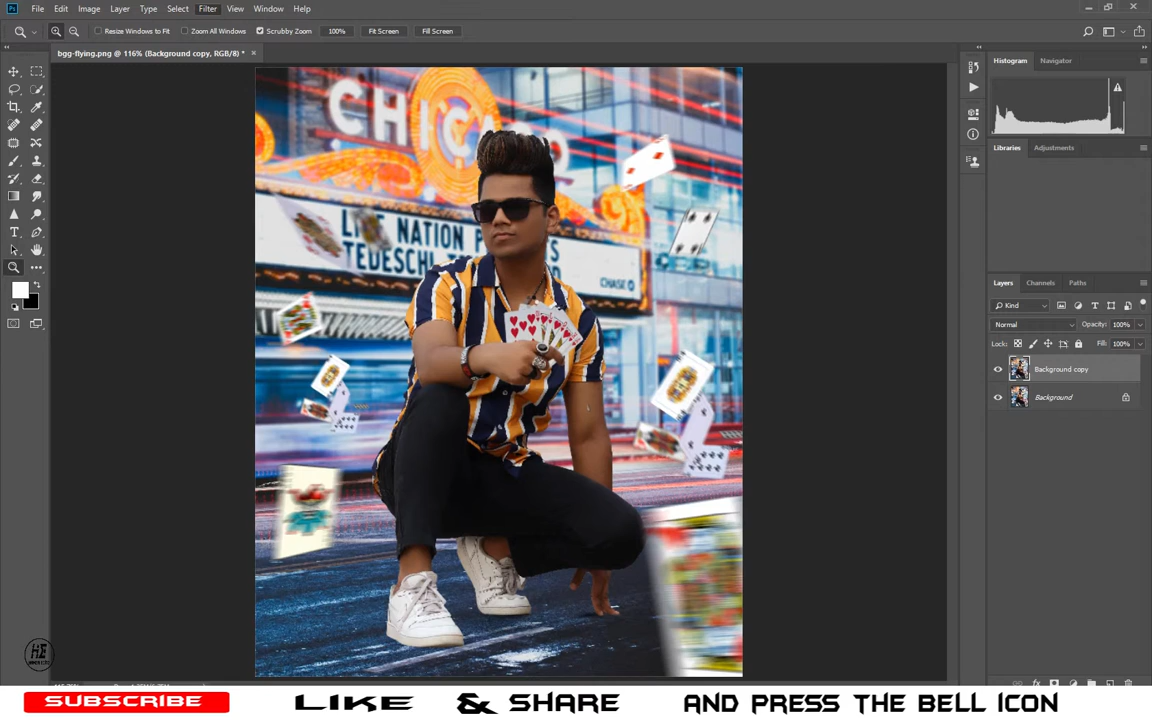 Ps File Edit Image Layer Type Select Filter View Window Help
Resize Windows to Fit Zoom All Windows Scrubby Zoom 100% Fit Screen Fill Screen
bgg-flying.png @ 116% (Background copy, RGB/8) *
Histogram Navigator
Libraries Adjustments
Layers Channels Paths
Kind
Normal Opacity: 100%
Lock: Fill: 100%
Background copy
Background
CHICAGO
NATION
TEDESCHI
CHASE
HE
SUBSCRIBE LIKE & SHARE AND PRESS THE BELL ICON